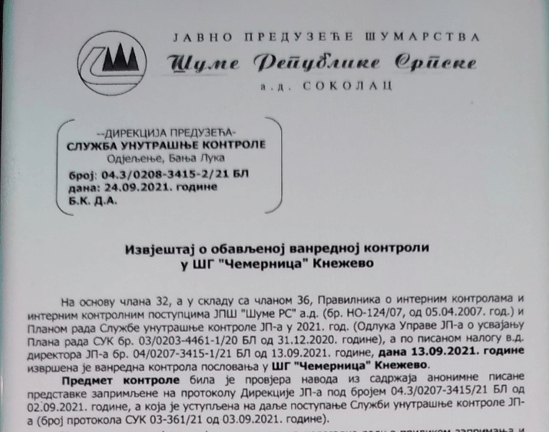 ЈАВНО ПРЕДУЗЕЋЕ ШУМАРСТВА
Шуме Републике Српске
а.д. СОКОЛАЦ
--ДИРЕКЦИЈА ПРЕДУЗЕЋА-
СЛУЖБА УНУТРАШЊЕ КОНТРОЛЕ
Одјељење, Бања Лука
број: 04.3/0208-3415-2/21 БЛ
дана: 24.09.2021. године
Б.К. Д.А.
Извјештај о обављеној ванредној контроли
у ШГ "Чемерница" Кнежево
На основу члана 32, а у складу са чланом 36, Правилника о интерним контролама и
интерним контролним поступцима ЈПШ "Шуме РС" а.д. (бр. НО-124/07, од 05.04.2007. год.) и
Планом рада Службе унутрашње контроле ЈП-а у 2021. год. (Одлука Управе ЈП-а о усвајању
Плана рада СУК бр. 03/0203-4461-1/20 БЛ од 31.12.2020. године), а по писаном налогу в.д.
директора ЈП-а бр. 04/0207-3415-1/21 БЛ од 13.09.2021. године, дана 13.09.2021. године
извршена је ванредна контрола пословања у ШГ "Чемерница" Кнежево.
Предмет контроле била је провјера навода из садржаја анонимне писане
представке запримљене на протоколу Дирекције ЈП-а под бројем 04.3/0207-3415/21 БЛ од
02.09.2021. године, а која је уступљена на даље поступање Служби унутрашње контроле ЈП-
а (број протокола СУК 03-361/21 од 03.09.2021. године).